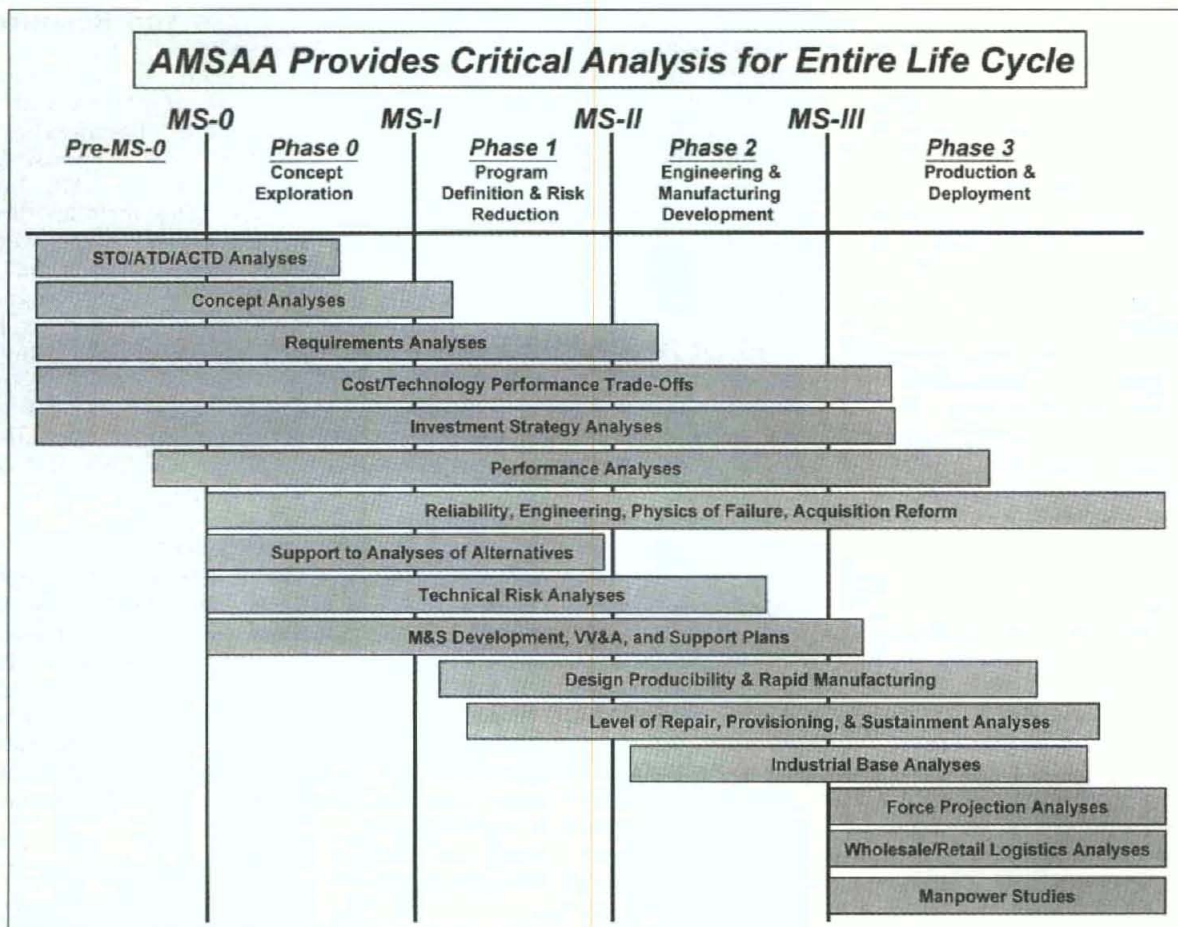 AMSAA Provides Critical Analysis for Entire Life Cycle
MS-0 MS-I MS-II MS-III
Pre-MS-0 Phase 0 Phase 1 Phase 2 Phase 3
Concept Exploration
Program Definition & Risk Reduction
Engineering & Manufacturing Development
Production & Deployment
STO/ATD/ACTD Analyses
Concept Analyses
Requirements Analyses
Cost/Technology Performance Trade-Offs
Investment Strategy Analyses
Performance Analyses
Reliability, Engineering, Physics of Failure, Acquisition Reform
Support to Analyses of Alternatives
Technical Risk Analyses
M&S Development, VV&A, and Support Plans
Design Producibility & Rapid Manufacturing
Level of Repair, Provisioning, & Sustainment Analyses
Industrial Base Analyses
Force Projection Analyses
Wholesale/Retail Logistics Analyses
Manpower Studies